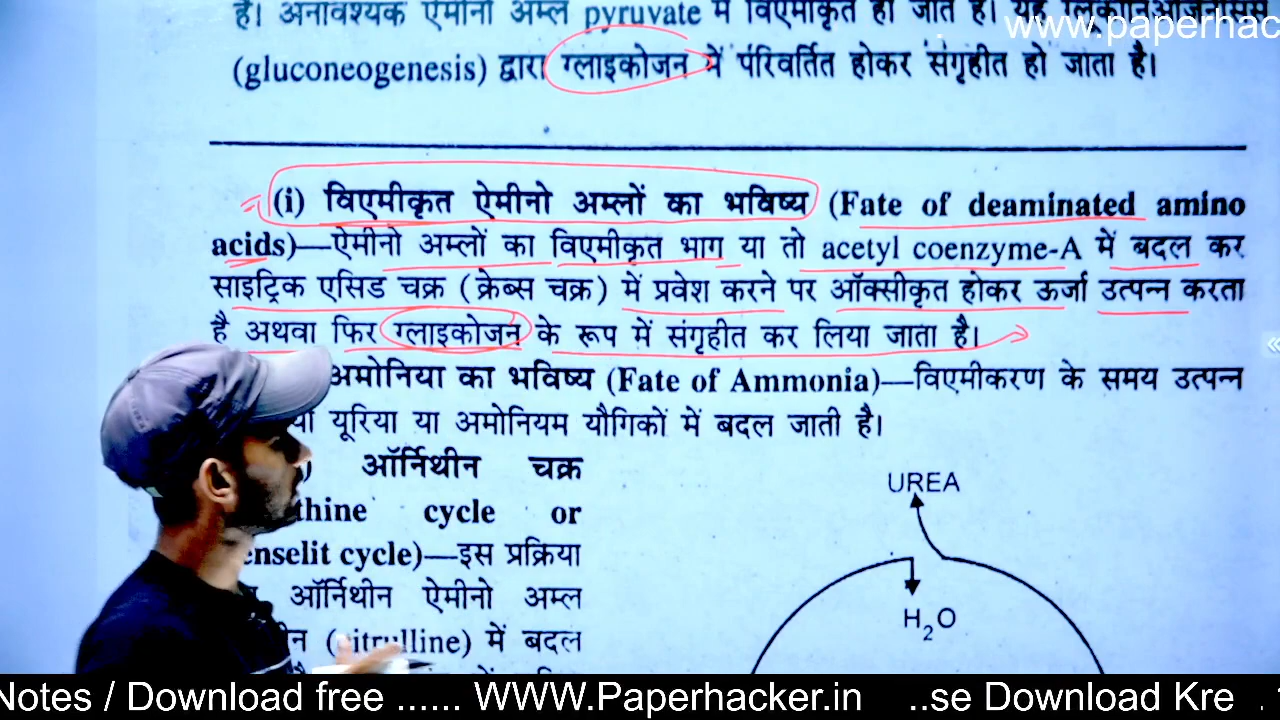 है। अनावश्यक ऐमीनो अम्ल pyruvate में विएमीकृत हो जाते हैं। यह
www.paperhac
(gluconeogenesis) द्वारा ग्लाइकोजन में परिवर्तित होकर संगृहीत हो जाता है।
(i) विएमीकृत ऐमीनो अम्लों का भविष्य (Fate of deaminated amino
acids)—ऐमीनो अम्लों का विएमीकृत भाग या तो acetyl coenzyme-A में बदल कर
साइट्रिक एसिड चक्र (क्रेब्स चक्र) में प्रवेश करने पर ऑक्सीकृत होकर ऊर्जा उत्पन्न करता
है अथवा फिर ग्लाइकोजन के रूप में संगृहीत कर लिया जाता है।
अमोनिया का भविष्य (Fate of Ammonia)—विएमीकरण के समय उत्पन्न
या यूरिया या अमोनियम यौगिकों में बदल जाती है।
ऑर्निथीन चक्र
thine cycle or
enselit cycle)—इस प्रक्रिया
ऑर्निथीन ऐमीनो अम्ल
न (citrulline) में बदल
UREA
H2O
Notes / Download free ...... WWW.Paperhacker.in ..se Download Kre .